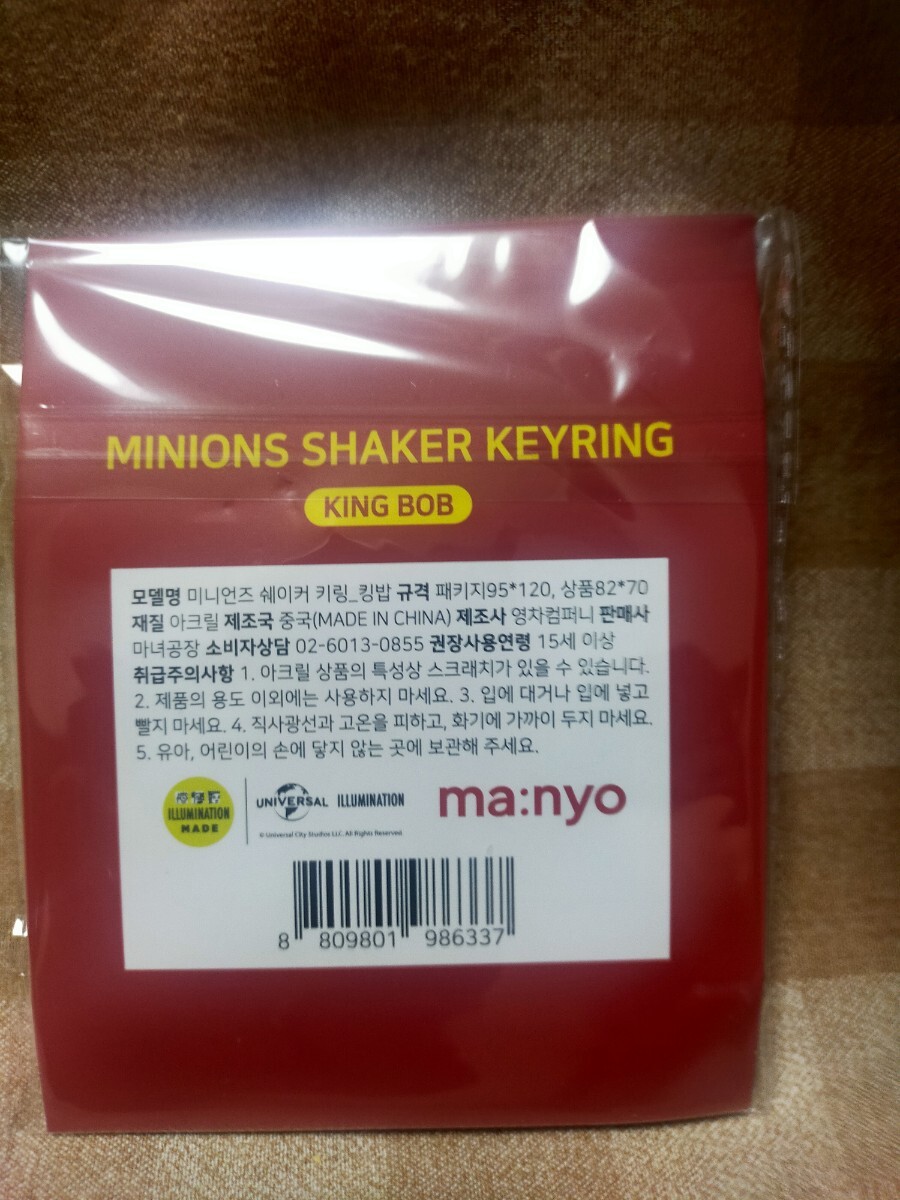 MINIONS SHAKER KEYRING
KING BOB
모델명 미니언즈 쉐이커 키링_킹밥 규격 패키지95*120, 상품82*70
재질 아크릴 제조국 중국(MADE IN CHINA) 제조사 영차컴퍼니 판매사
마녀공장 소비자상담 02-6013-0855 권장사용연령 15세 이상
취급주의사항 1. 아크릴 상품의 특성상 스크래치가 있을 수 있습니다.
2. 제품의 용도 이외에는 사용하지 마세요. 3. 입에 대거나 입에 넣고
빨지 마세요. 4. 직사광선과 고온을 피하고, 화기에 가까이 두지 마세요.
5. 유아, 어린이의 손에 닿지 않는 곳에 보관해 주세요.
ILLUMINATION
MADE
UNIVERSAL ILLUMINATION
© Universal City Studios LLC. All Rights Reserved.
ma:nyo
8 809801 986337